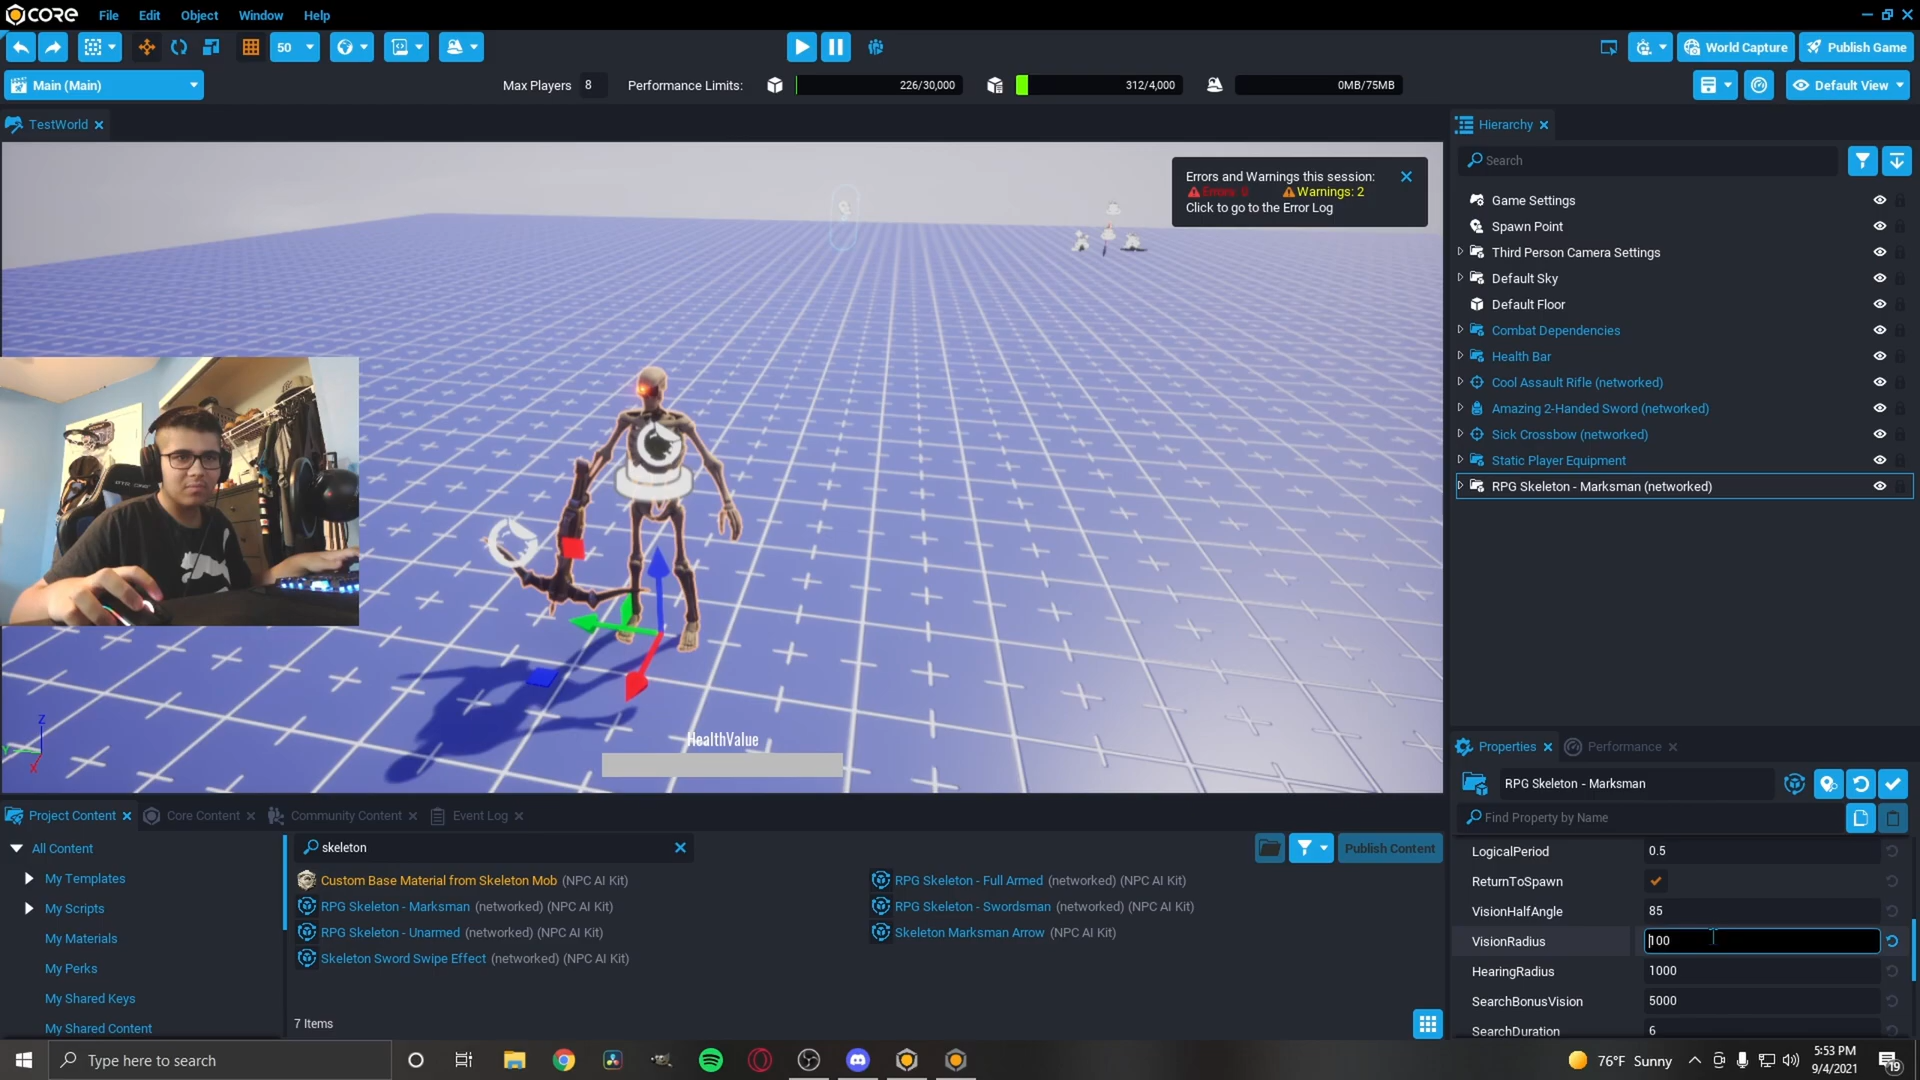 CORE File Edit Object Window Help
50
World Capture
Publish Game
Main (Main)
Max Players 8
Performance Limits:
226/30,000
312/4,000
0MB/75MB
Default View
TestWorld
Errors and Warnings this session:
Errors: 0 Warnings: 2
Click to go to the Error Log
HealthValue
Z
Y
X
Hierarchy
Search
Game Settings
Spawn Point
Third Person Camera Settings
Default Sky
Default Floor
Combat Dependencies
Health Bar
Cool Assault Rifle (networked)
Amazing 2-Handed Sword (networked)
Sick Crossbow (networked)
Static Player Equipment
RPG Skeleton - Marksman (networked)
Properties
Performance
RPG Skeleton - Marksman
Find Property by Name
LogicalPeriod 0.5
ReturnToSpawn
VisionHalfAngle 85
VisionRadius 100
HearingRadius 1000
SearchBonusVision 5000
SearchDuration 6
Project Content
Core Content
Community Content
Event Log
All Content
My Templates
My Scripts
My Materials
My Perks
My Shared Keys
My Shared Content
skeleton
Publish Content
Custom Base Material from Skeleton Mob (NPC AI Kit)
RPG Skeleton - Marksman (networked) (NPC AI Kit)
RPG Skeleton - Unarmed (networked) (NPC AI Kit)
Skeleton Sword Swipe Effect (networked) (NPC AI Kit)
RPG Skeleton - Full Armed (networked) (NPC AI Kit)
RPG Skeleton - Swordsman (networked) (NPC AI Kit)
Skeleton Marksman Arrow (NPC AI Kit)
7 Items
Type here to search
76°F Sunny
5:53 PM
9/4/2021
19